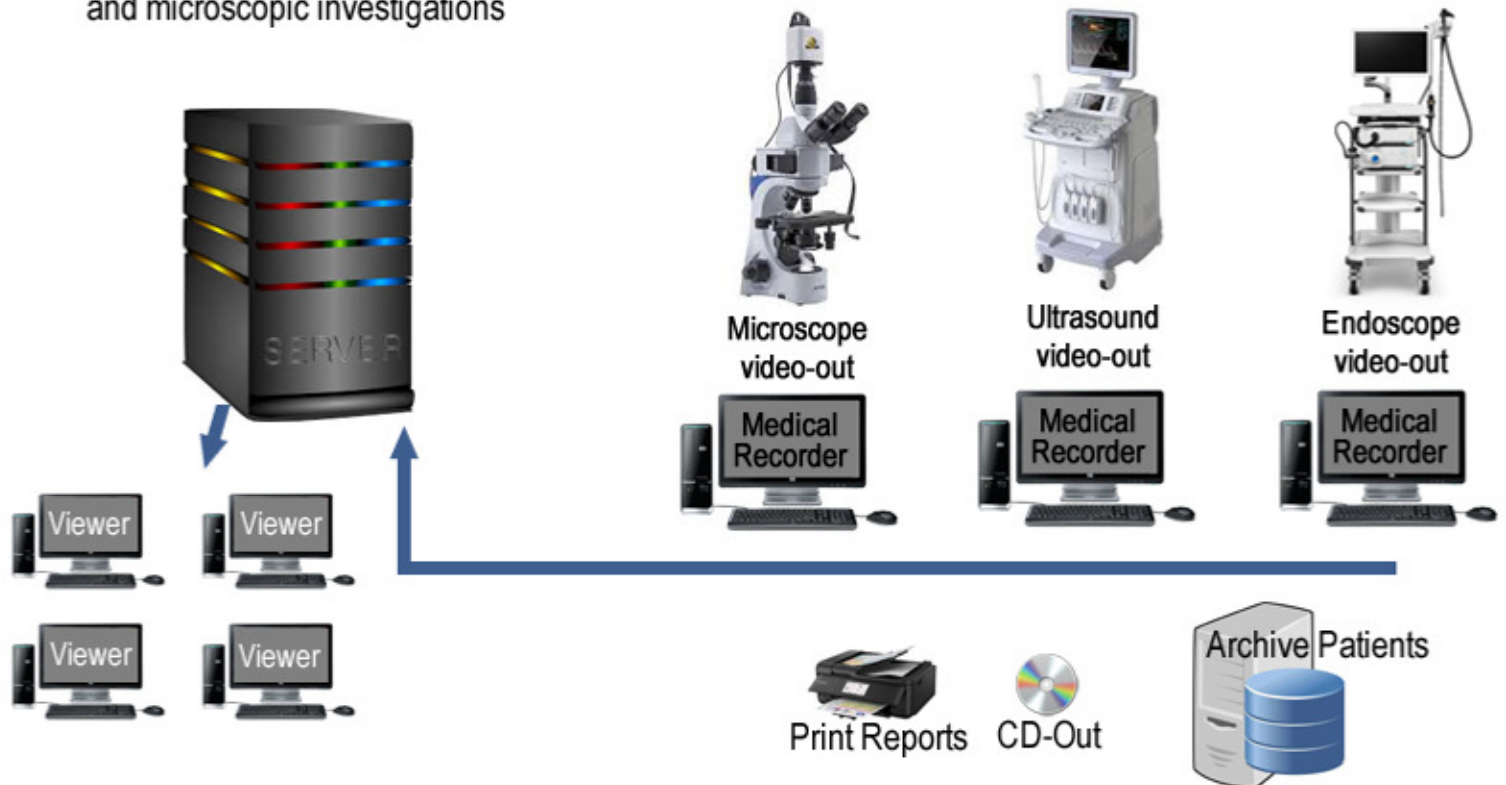 and microscopic investigations
SERVER
Microscope
video-out
Ultrasound
video-out
Endoscope
video-out
Medical
Recorder
Medical
Recorder
Medical
Recorder
Viewer
Viewer
Viewer
Viewer
Archive Patients
Print Reports
CD-Out